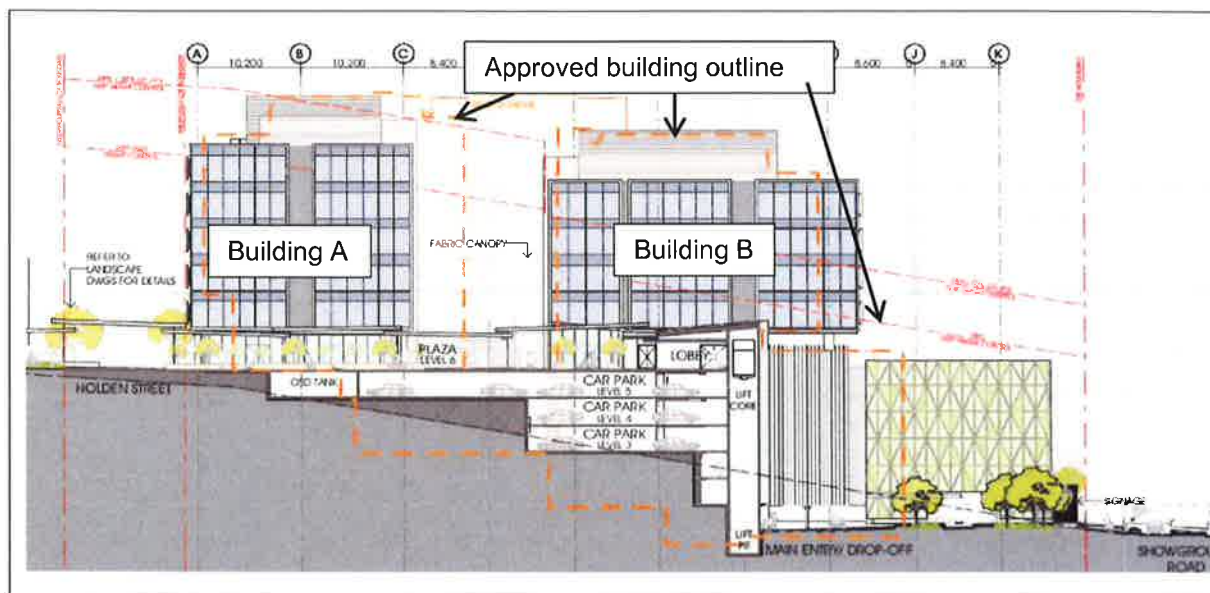 A
B
C
J
K
10,200
10,200
8,400
8,600
8,400
Approved building outline
Building A
Building B
FABRIC CANOPY
REFER TO
LANDSCAPE
DWGS FOR DETAILS
PLAZA
LEVEL 6
LOBBY
HOLDEN STREET
OSD TANK
CAR PARK
LEVEL 5
CAR PARK
LEVEL 4
CAR PARK
LEVEL 3
LIFT
CORE
LIFT
PIT
MAIN ENTRY/ DROP-OFF
SIGNAGE
SHOWGRO
ROAD